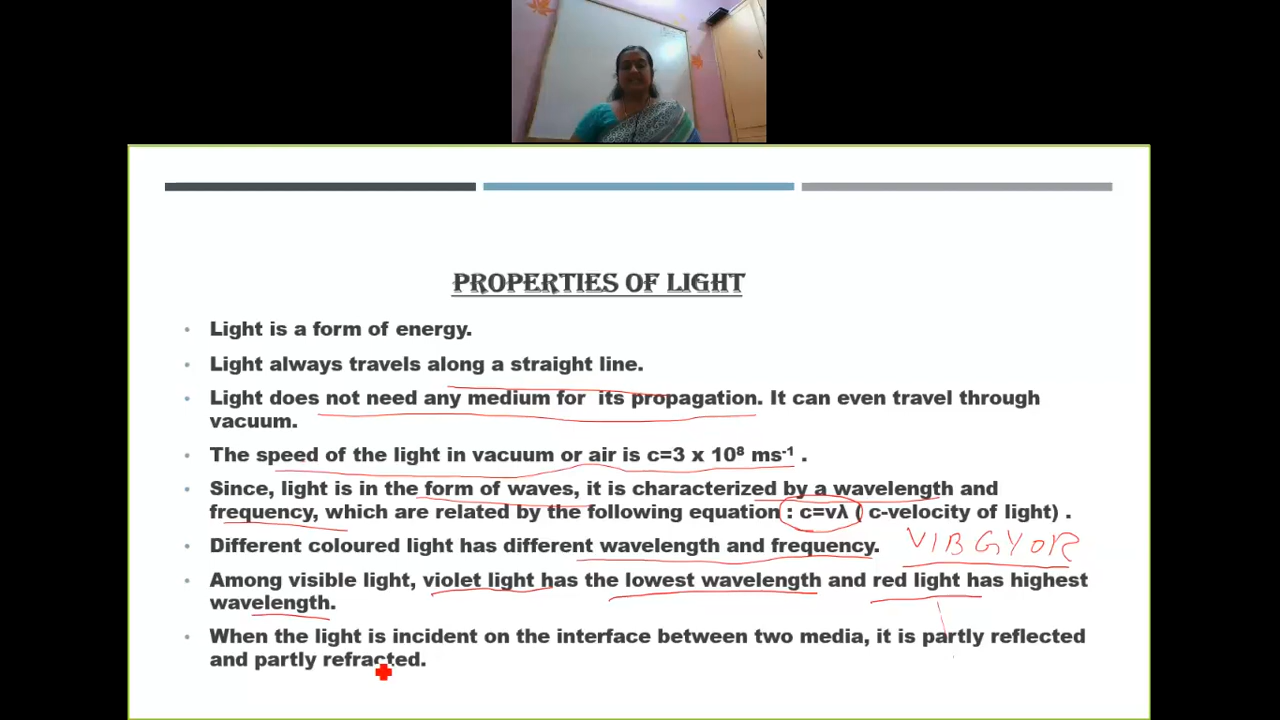 PROPERTIES OF LIGHT
• Light is a form of energy.
• Light always travels along a straight line.
• Light does not need any medium for its propagation. It can even travel through
vacuum.
• The speed of the light in vacuum or air is c=3 x 10⁸ ms⁻¹ .
• Since, light is in the form of waves, it is characterized by a wavelength and
frequency, which are related by the following equation : c=νλ ( c-velocity of light) .
• Different coloured light has different wavelength and frequency. VIBGYOR
• Among visible light, violet light has the lowest wavelength and red light has highest
wavelength.
• When the light is incident on the interface between two media, it is partly reflected
and partly refracted.